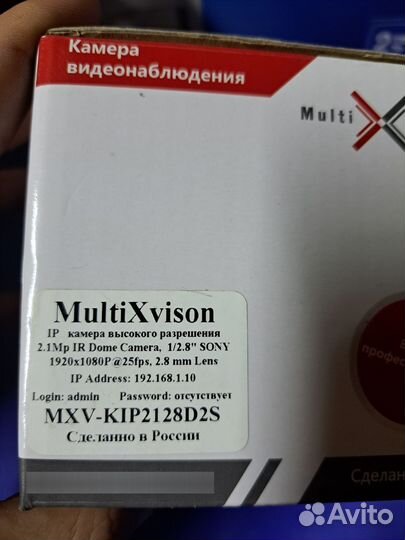 Камера
видеонаблюдения
Multi
MultiXvison
IP камера высокого разрешения
2.1Mp IR Dome Camera, 1/2.8" SONY
1920x1080P@25fps, 2.8 mm Lens
IP Address: 192.168.1.10
Login: admin Password: отсутствует
MXV-KIP2128D2S
Сделано в России
Avito